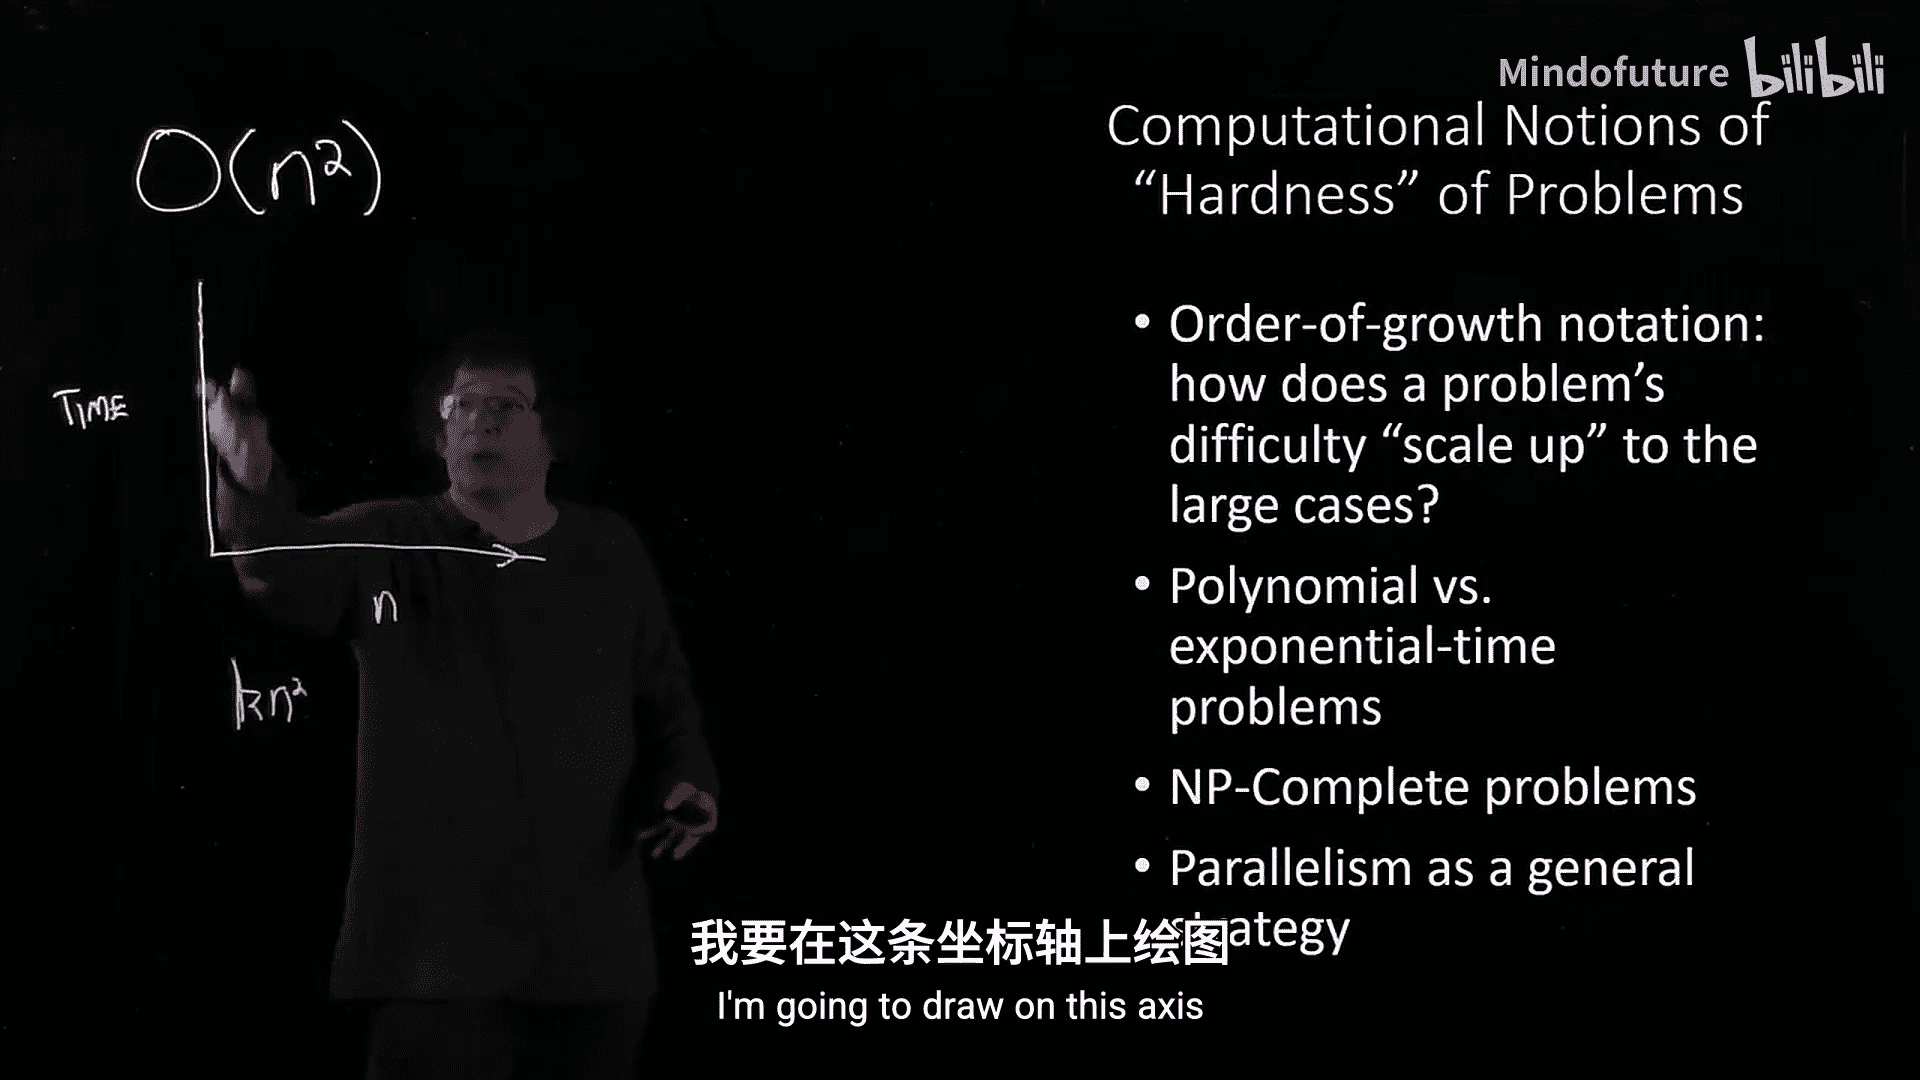 Mindofuture bilibili
Computational Notions of
“Hardness” of Problems
O(n²)
• Order-of-growth notation:
how does a problem’s
difficulty “scale up” to the
large cases?
TIME
n
kn²
• Polynomial vs.
exponential-time
problems
• NP-Complete problems
• Parallelism as a general
strategy
我要在这条坐标轴上绘图
I'm going to draw on this axis